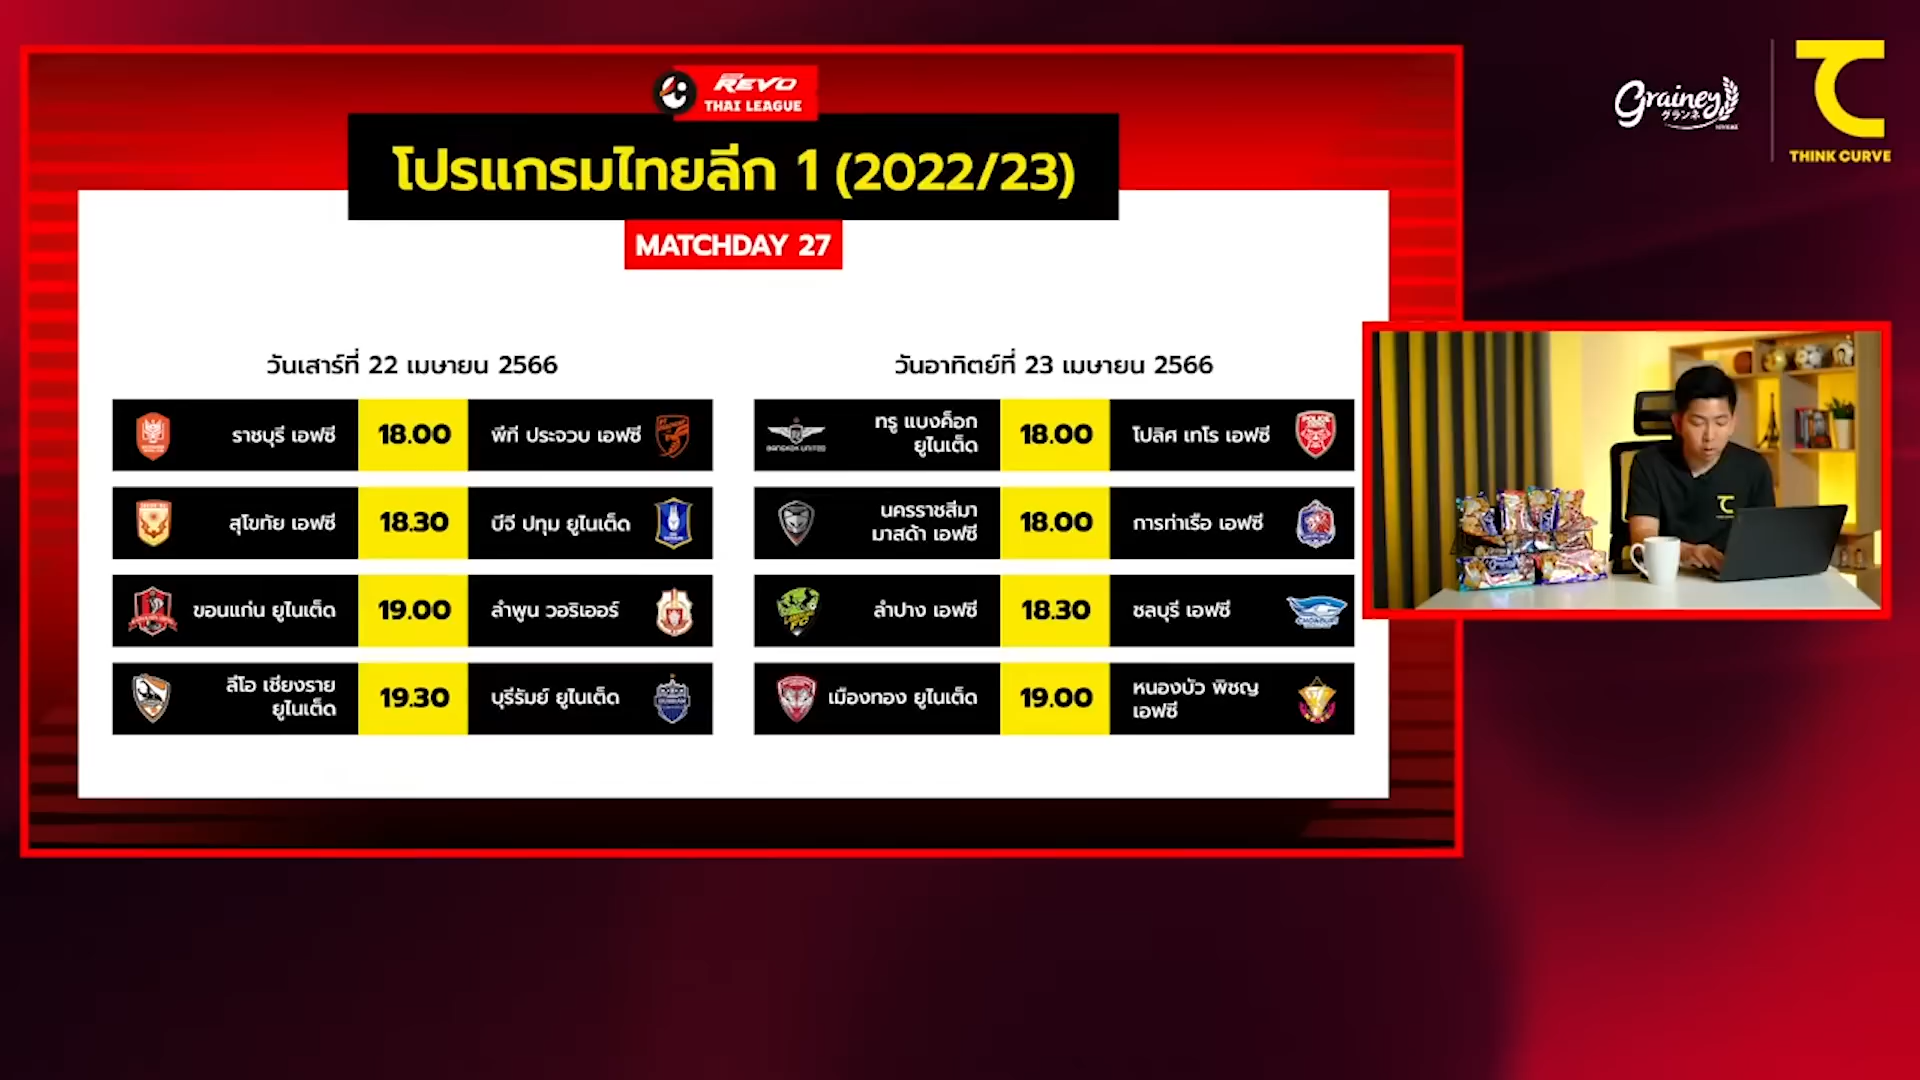 REVO
THAI LEAGUE
โปรแกรมไทยลีก 1 (2022/23)
MATCHDAY 27
วันเสาร์ที่ 22 เมษายน 2566
ราชบุรี เอฟซี 18.00 พีที ประจวบ เอฟซี
สุโขทัย เอฟซี 18.30 บีจี ปทุม ยูไนเต็ด
ขอนแก่น ยูไนเต็ด 19.00 ลำพูน วอริเออร์
ลีโอ เชียงราย
ยูไนเต็ด 19.30 บุรีรัมย์ ยูไนเต็ด
วันอาทิตย์ที่ 23 เมษายน 2566
ทรู แบงค็อก
ยูไนเต็ด 18.00 โปลิศ เทโร เอฟซี
BANGKOK UNITED
POLICE
นครราชสีมา
มาสด้า เอฟซี 18.00 การท่าเรือ เอฟซี
ลำปาง เอฟซี 18.30 ชลบุรี เอฟซี
เมืองทอง ยูไนเต็ด 19.00 หนองบัว พิชญ
เอฟซี
Grainey
グランネ
THINK CURVE